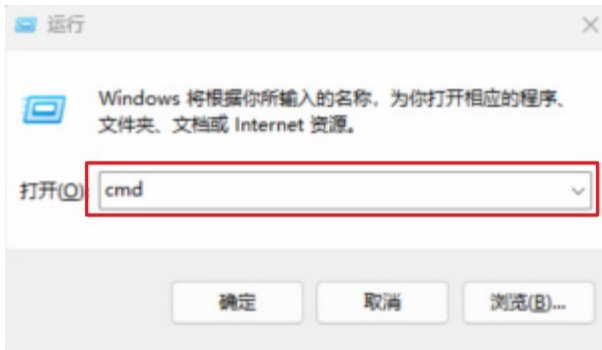 运行
Windows 将根据你所输入的名称，为你打开相应的程序、
文件夹、文档或 Internet 资源。
打开(O): cmd
确定 取消 浏览(B)...